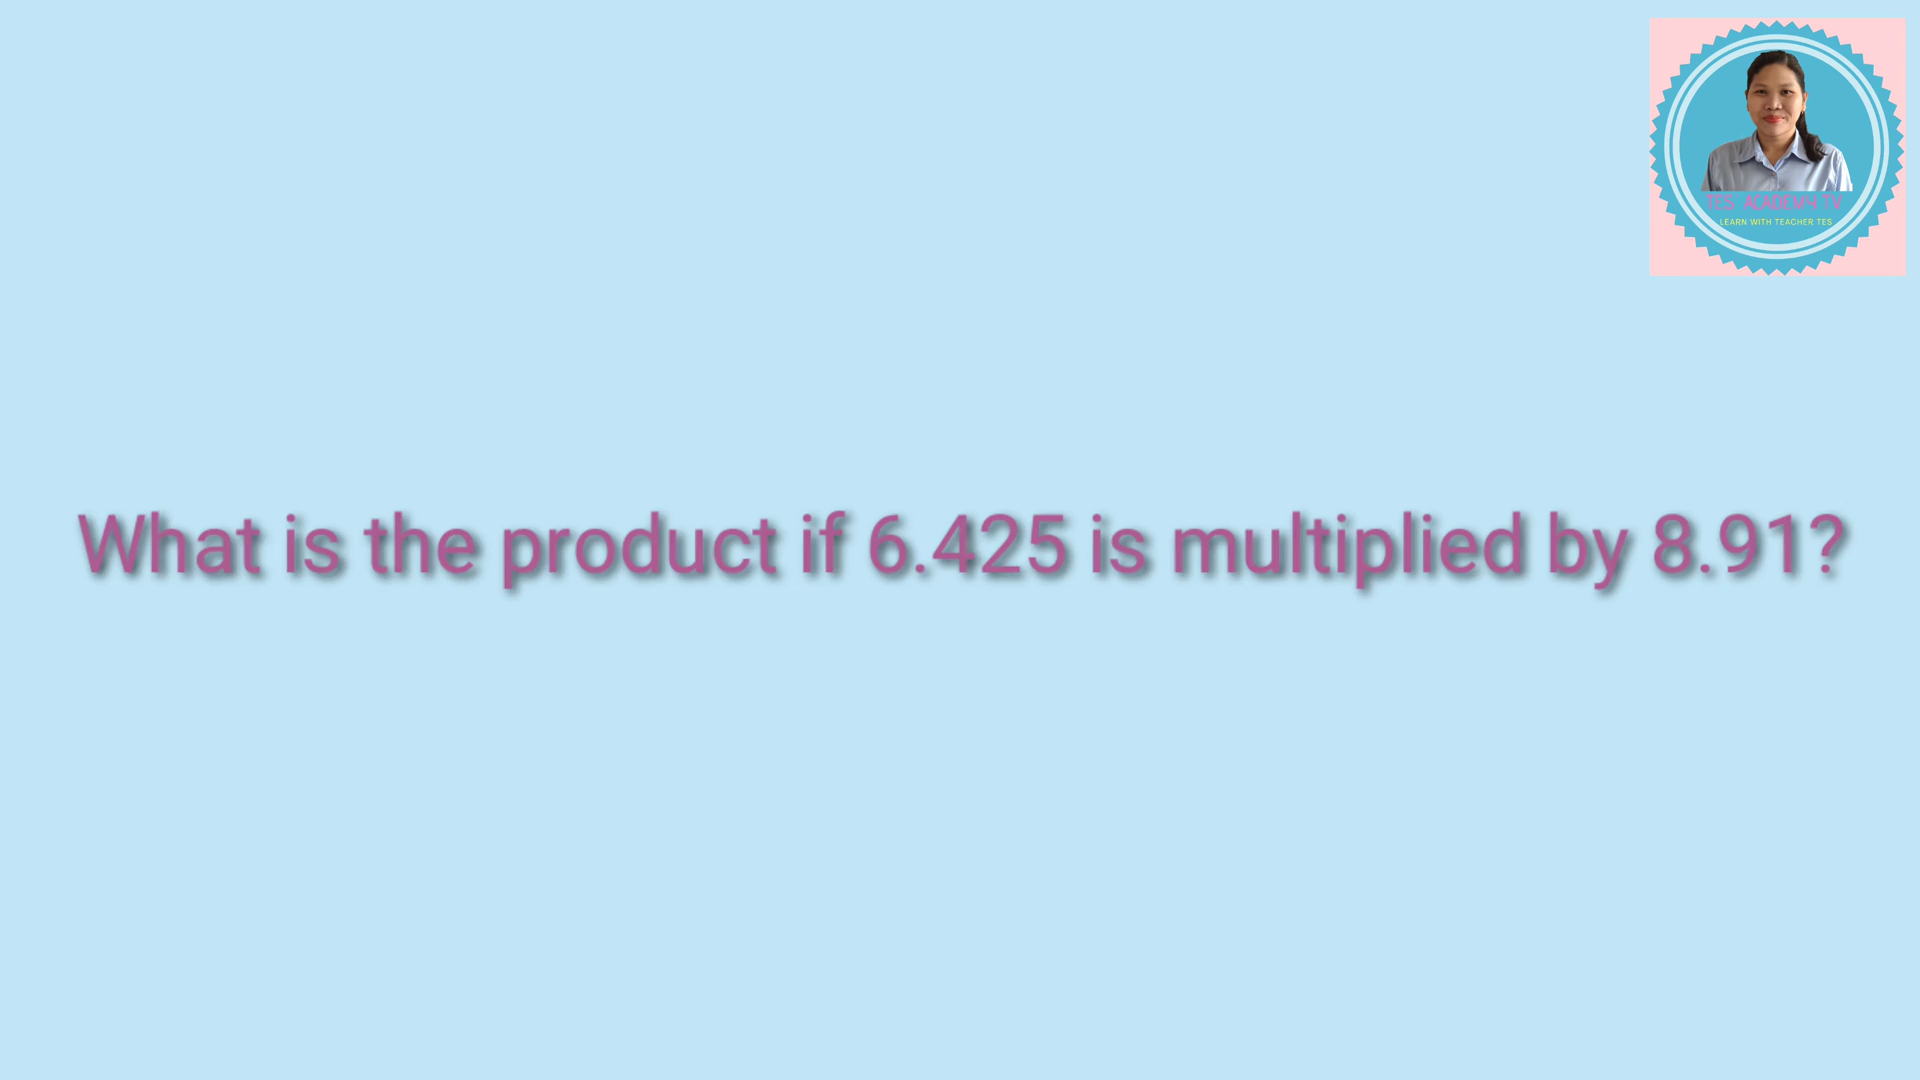 TES ACADEMY TV
LEARN WITH TEACHER TES
What is the product if 6.425 is multiplied by 8.91?